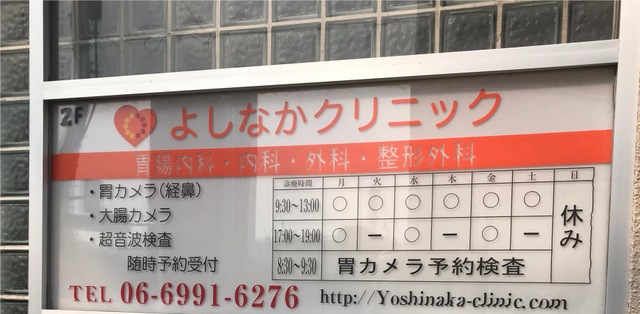 2F
よしなかクリニック
胃腸内科・内科・外科・整形外科
・胃カメラ(経鼻)
・大腸カメラ
・超音波検査
随時予約受付
診療時間 月 火 水 木 金 土 日
9:30〜13:00 ○ ○ ○ ○ ○ ○ 休み
17:00〜19:00 ○ ー ○ ー ○ ー
8:30〜9:30 胃カメラ予約検査
TEL 06-6991-6276 http://Yoshinaka-clinic.com